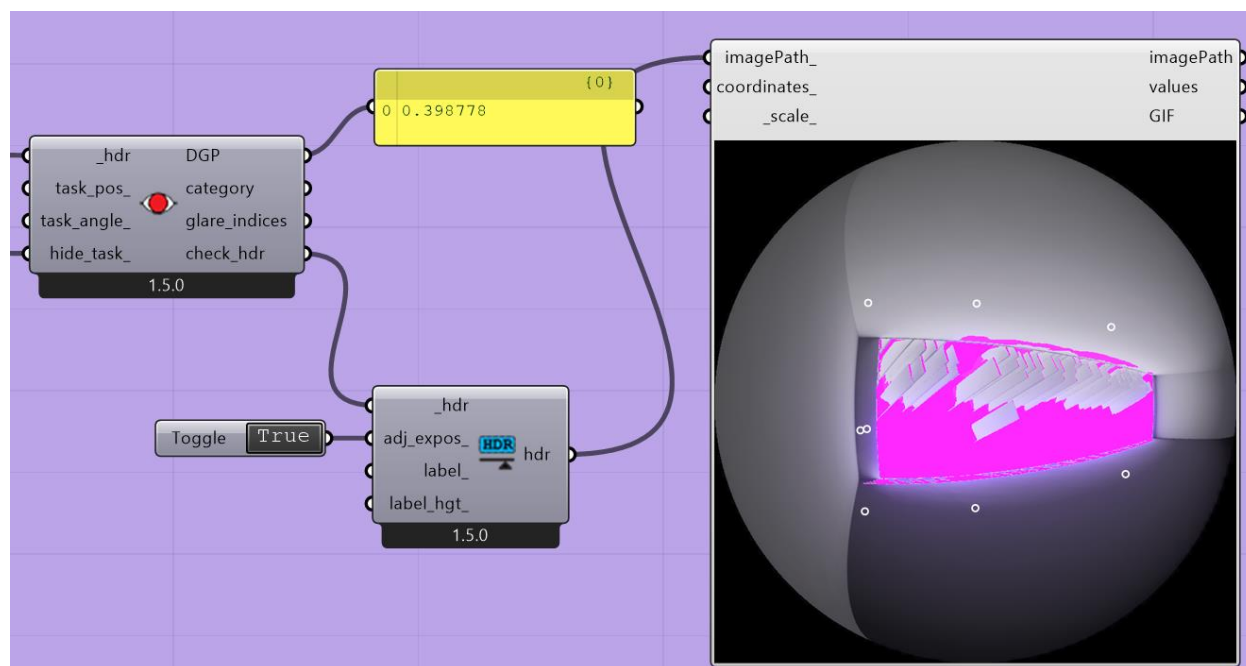 _hdr DGP
task_pos_ category
task_angle_ glare_indices
hide_task_ check_hdr
1.5.0
{0}
0 0.398778
Toggle True
_hdr
adj_expos_ HDR hdr
label_
label_hgt_
1.5.0
imagePath_ imagePath
coordinates_ values
_scale_ GIF